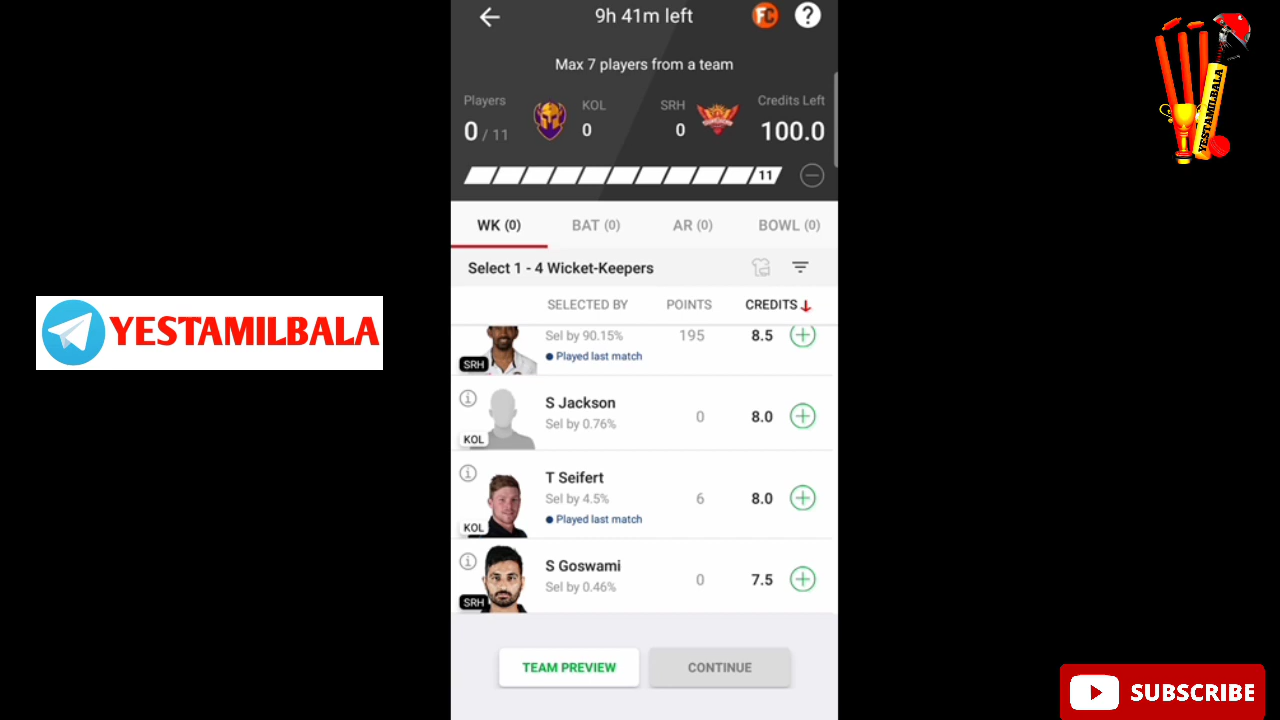 9h 41m left
FC
?
Max 7 players from a team
Players
KOL
SRH
Credits Left
0 / 11
0
0
100.0
11
WK (0)
BAT (0)
AR (0)
BOWL (0)
Select 1 - 4 Wicket-Keepers
SELECTED BY
POINTS
CREDITS
Sel by 90.15%
195
8.5
Played last match
SRH
S Jackson
Sel by 0.76%
0
8.0
KOL
T Seifert
Sel by 4.5%
6
8.0
Played last match
KOL
S Goswami
Sel by 0.46%
0
7.5
SRH
TEAM PREVIEW
CONTINUE
YESTAMILBALA
YESTAMILBALA
SUBSCRIBE